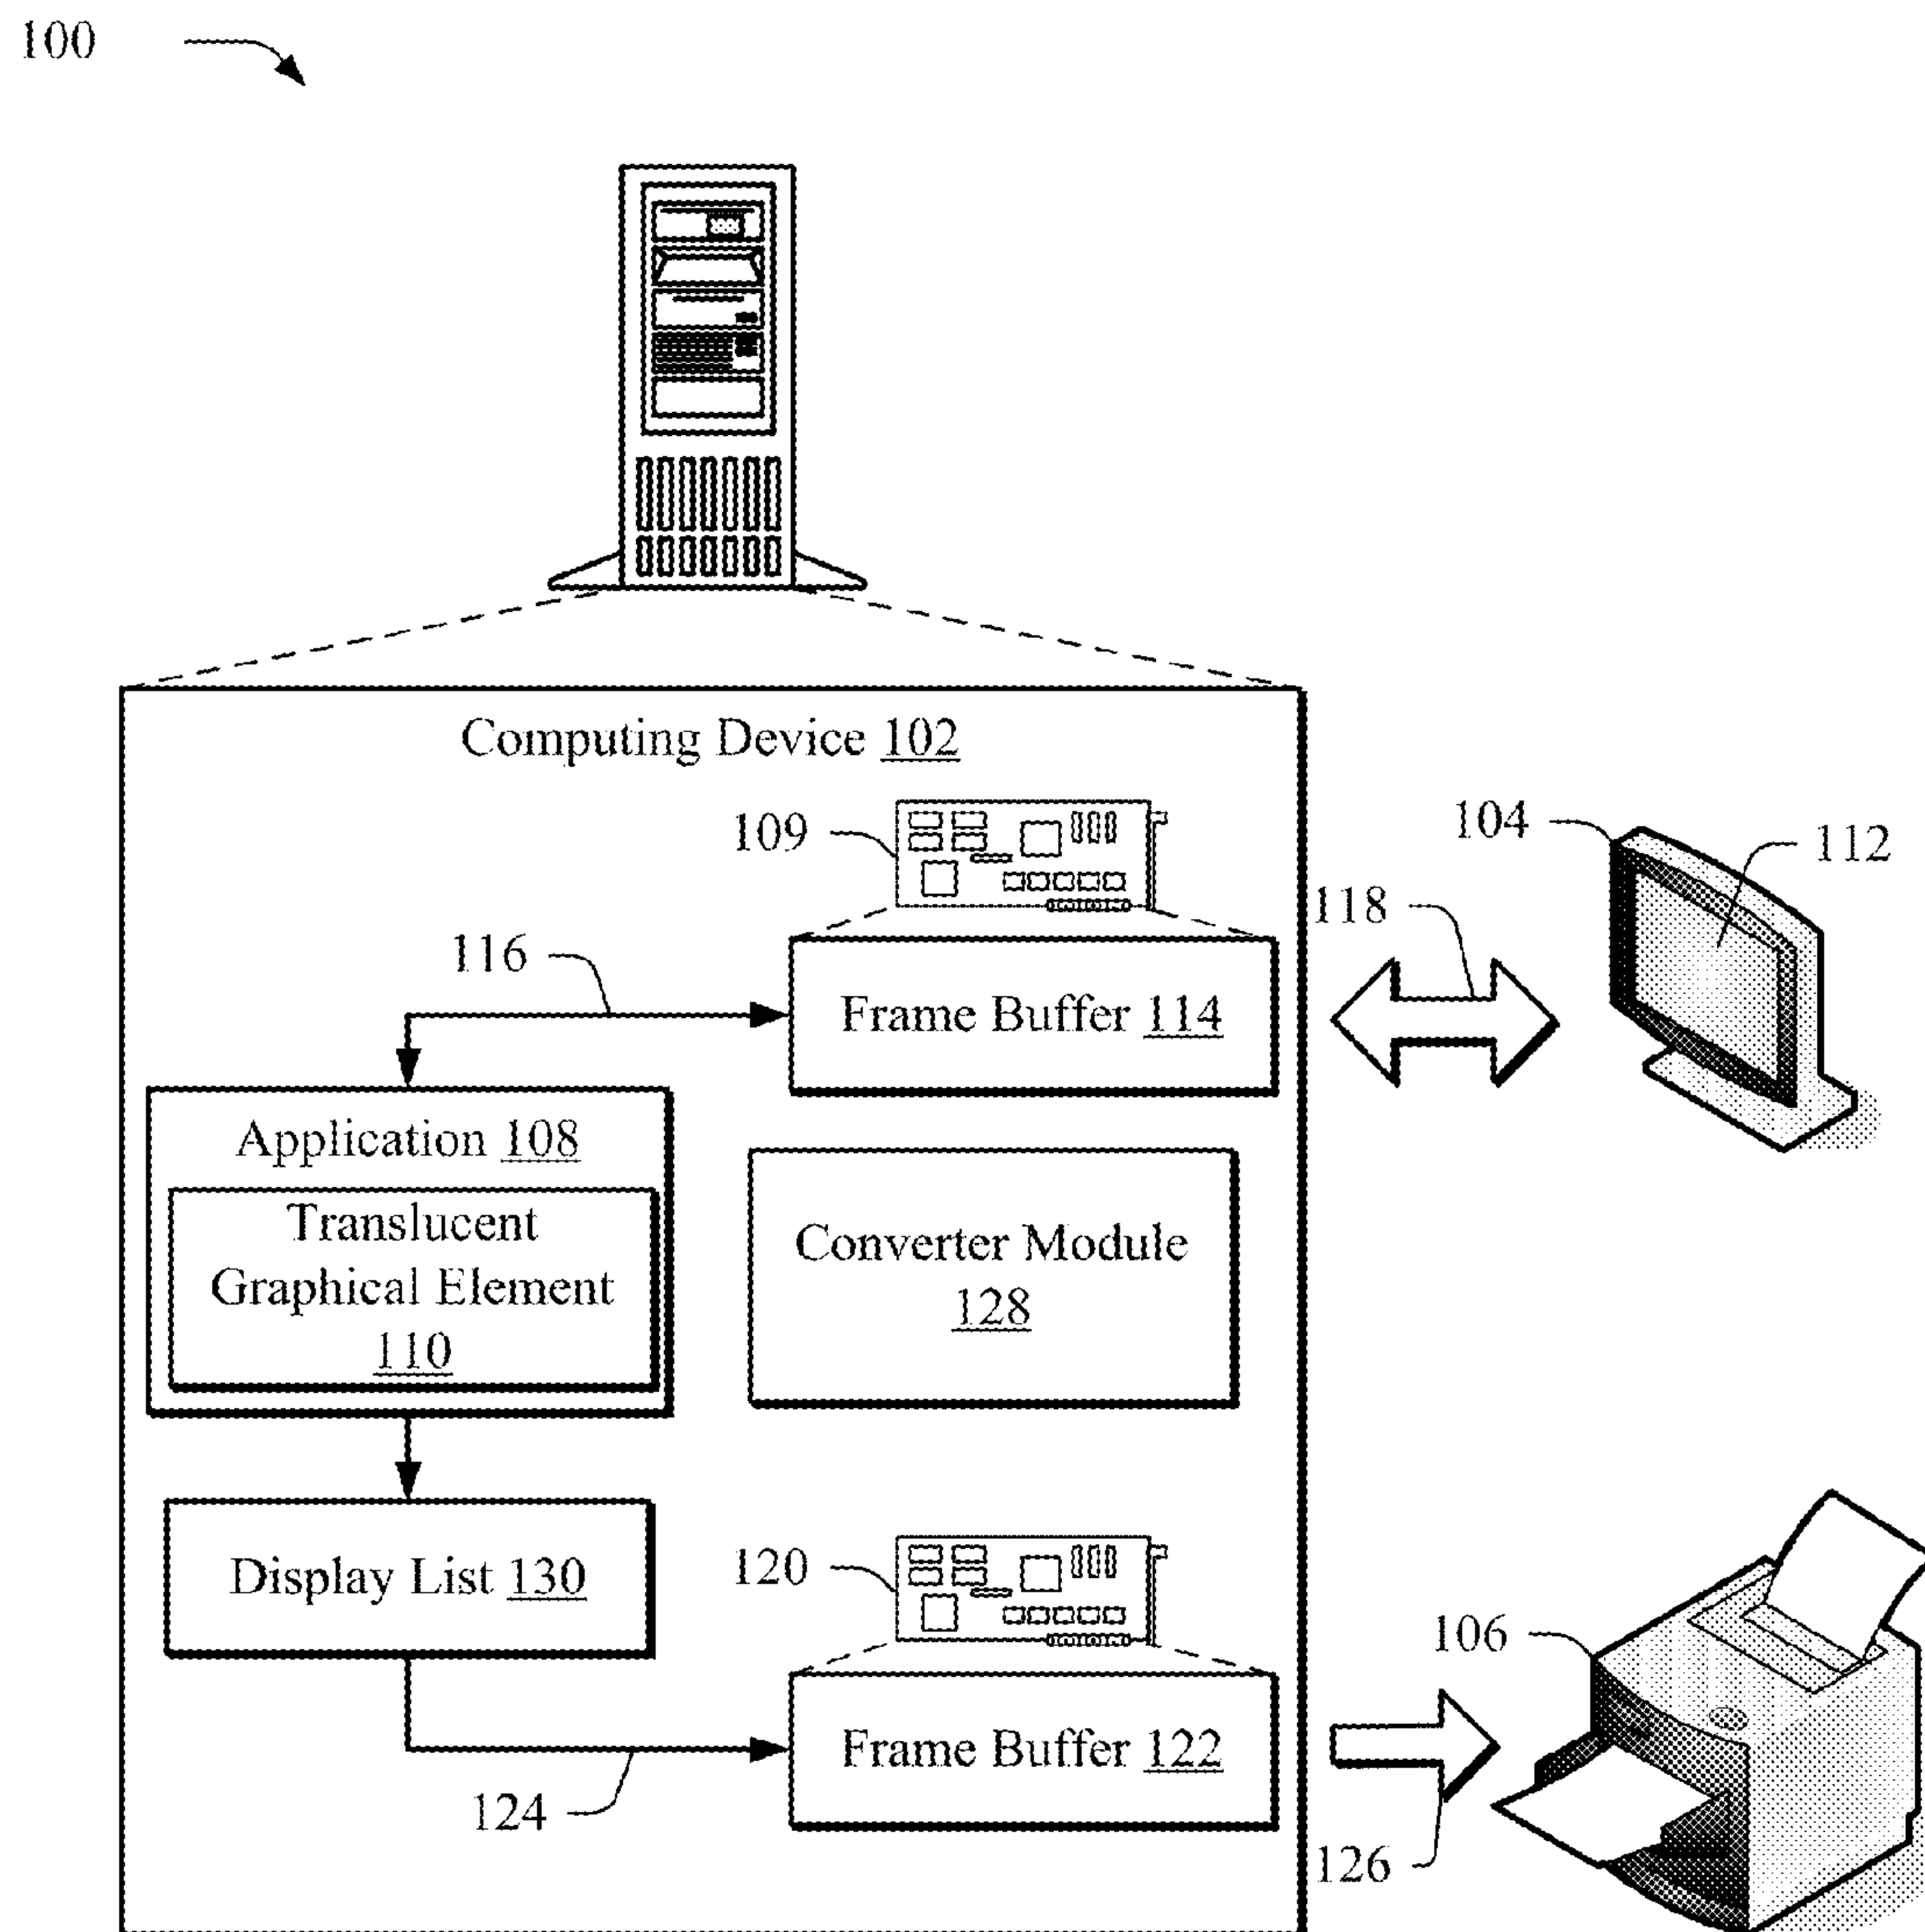 100
Computing Device 102
109
104
112
118
116
Frame Buffer 114
Application 108
Translucent
Graphical Element
110
Converter Module
128
Display List 130
120
106
Frame Buffer 122
124
126